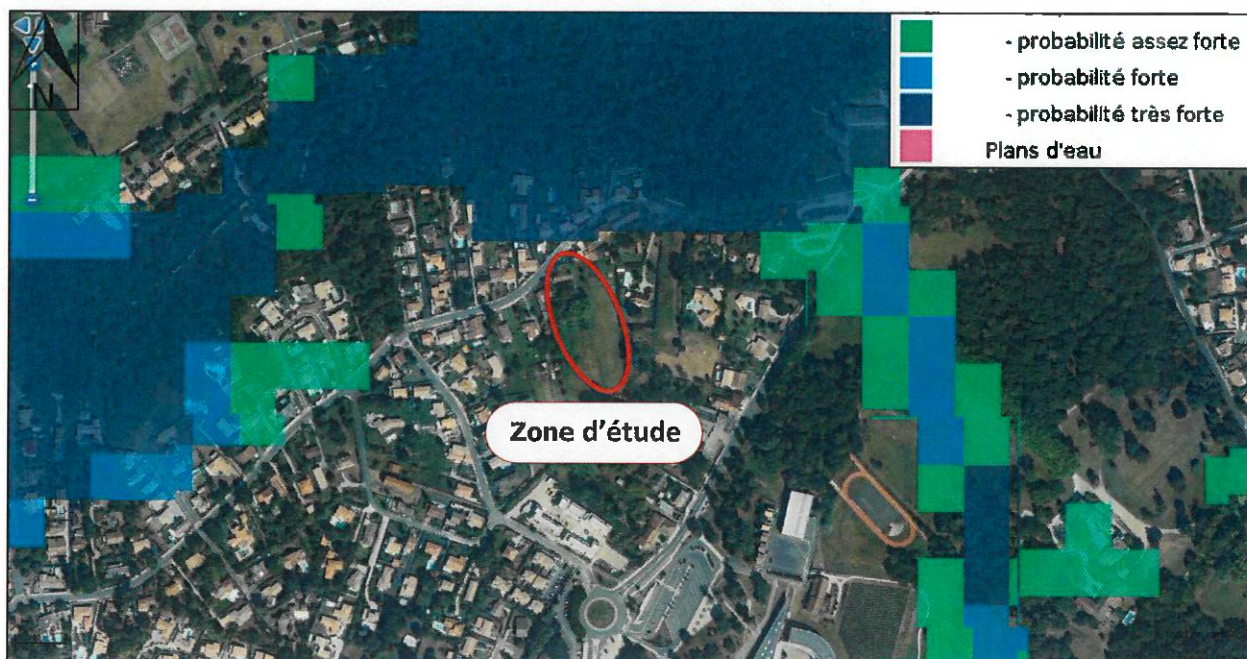 N
- probabilité assez forte
- probabilité forte
- probabilité très forte
Plans d'eau
Zone d'étude